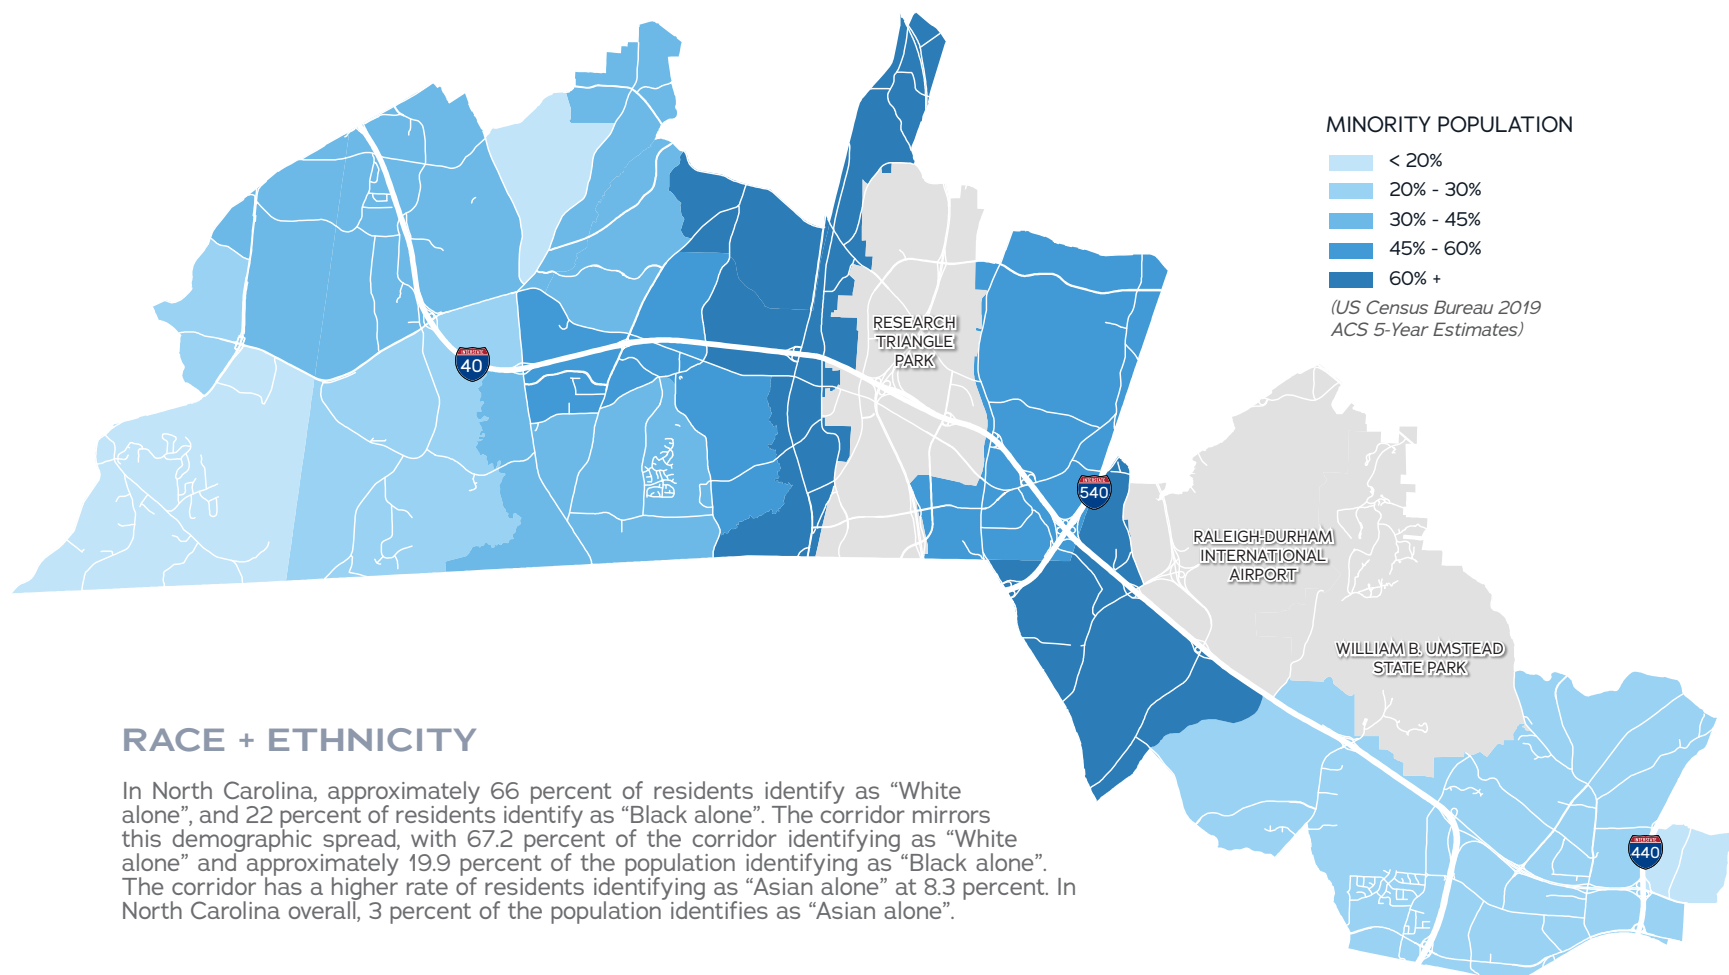 MINORITY POPULATION
< 20%
20% - 30%
30% - 45%
45% - 60%
60% +
(US Census Bureau 2019
ACS 5-Year Estimates)
RESEARCH
TRIANGLE
PARK
INTERSTATE
40
INTERSTATE
540
RALEIGH-DURHAM
INTERNATIONAL
AIRPORT
WILLIAM B. UMSTEAD
STATE PARK
INTERSTATE
440
RACE + ETHNICITY
In North Carolina, approximately 66 percent of residents identify as “White
alone”, and 22 percent of residents identify as “Black alone”. The corridor mirrors
this demographic spread, with 67.2 percent of the corridor identifying as “White
alone” and approximately 19.9 percent of the population identifying as “Black alone”.
The corridor has a higher rate of residents identifying as “Asian alone” at 8.3 percent. In
North Carolina overall, 3 percent of the population identifies as “Asian alone”.